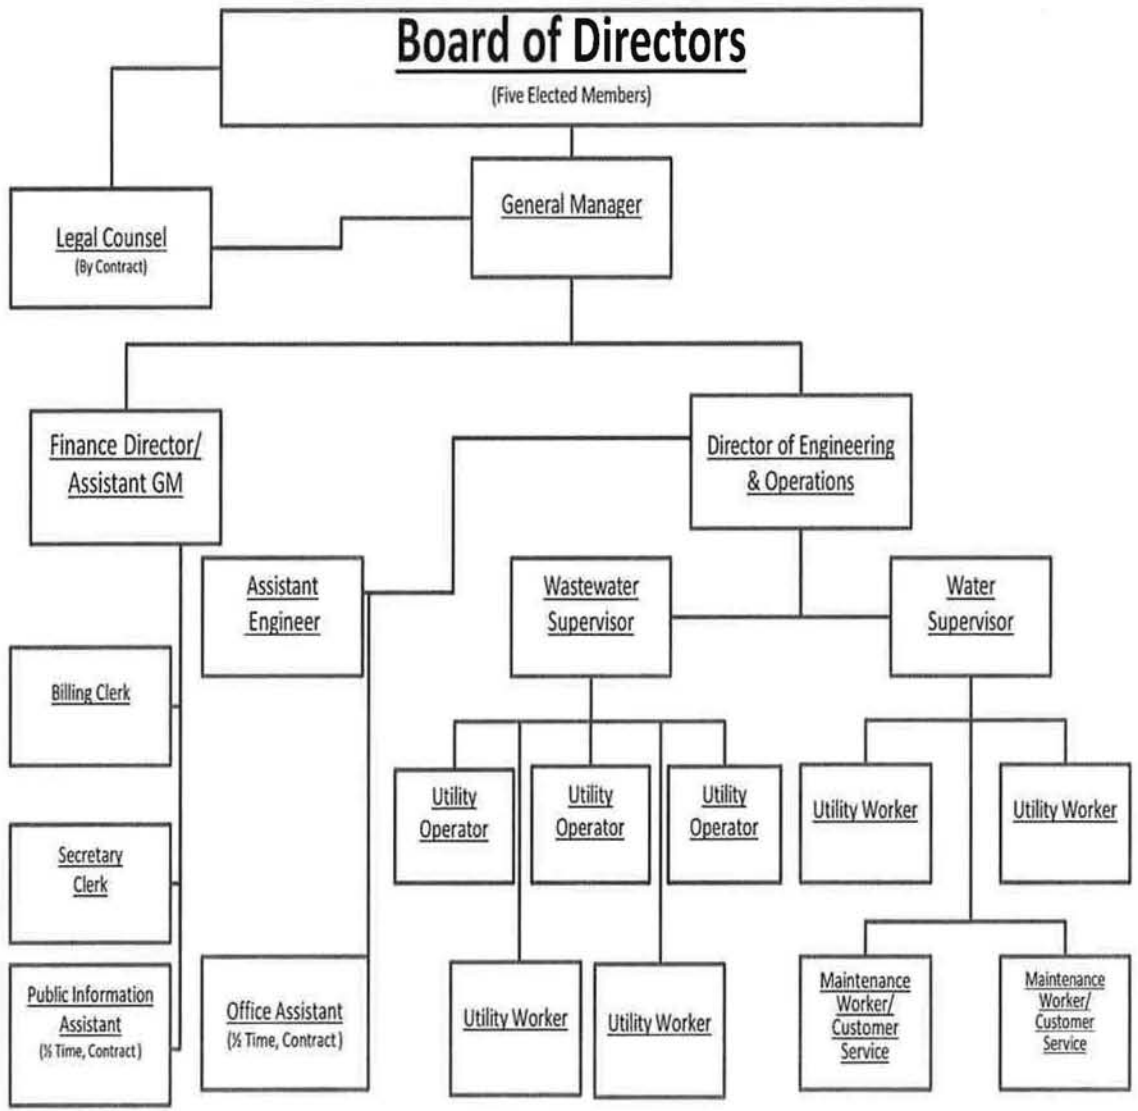 Board of Directors
(Five Elected Members)
General Manager
Legal Counsel
(By Contract)
Finance Director/
Assistant GM
Director of Engineering
& Operations
Assistant
Engineer
Wastewater
Supervisor
Water
Supervisor
Billing Clerk
Utility
Operator
Utility
Operator
Utility
Operator
Utility Worker
Utility Worker
Secretary
Clerk
Public Information
Assistant
(½ Time, Contract)
Office Assistant
(½ Time, Contract)
Utility Worker
Utility Worker
Maintenance
Worker/
Customer
Service
Maintenance
Worker/
Customer
Service